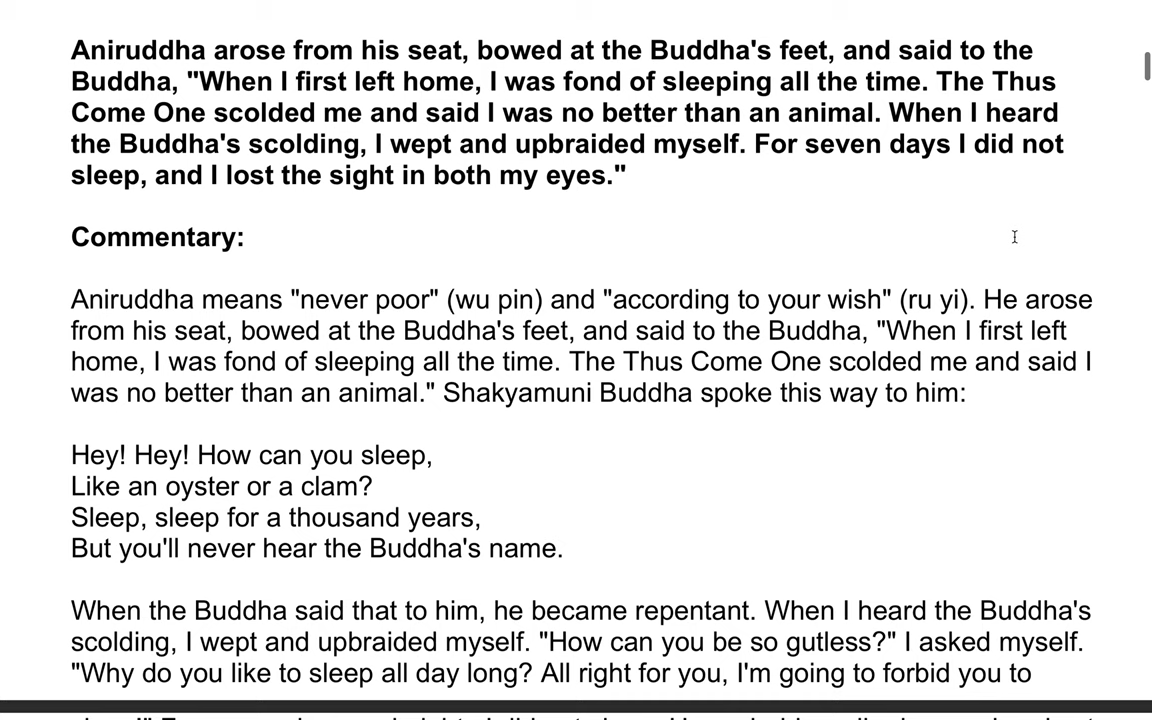 Aniruddha arose from his seat, bowed at the Buddha's feet, and said to the
Buddha, "When I first left home, I was fond of sleeping all the time. The Thus
Come One scolded me and said I was no better than an animal. When I heard
the Buddha's scolding, I wept and upbraided myself. For seven days I did not
sleep, and I lost the sight in both my eyes."
Commentary:
Aniruddha means "never poor" (wu pin) and "according to your wish" (ru yi). He arose
from his seat, bowed at the Buddha's feet, and said to the Buddha, "When I first left
home, I was fond of sleeping all the time. The Thus Come One scolded me and said I
was no better than an animal." Shakyamuni Buddha spoke this way to him:
Hey! Hey! How can you sleep,
Like an oyster or a clam?
Sleep, sleep for a thousand years,
But you'll never hear the Buddha's name.
When the Buddha said that to him, he became repentant. When I heard the Buddha's
scolding, I wept and upbraided myself. "How can you be so gutless?" I asked myself.
"Why do you like to sleep all day long? All right for you, I'm going to forbid you to